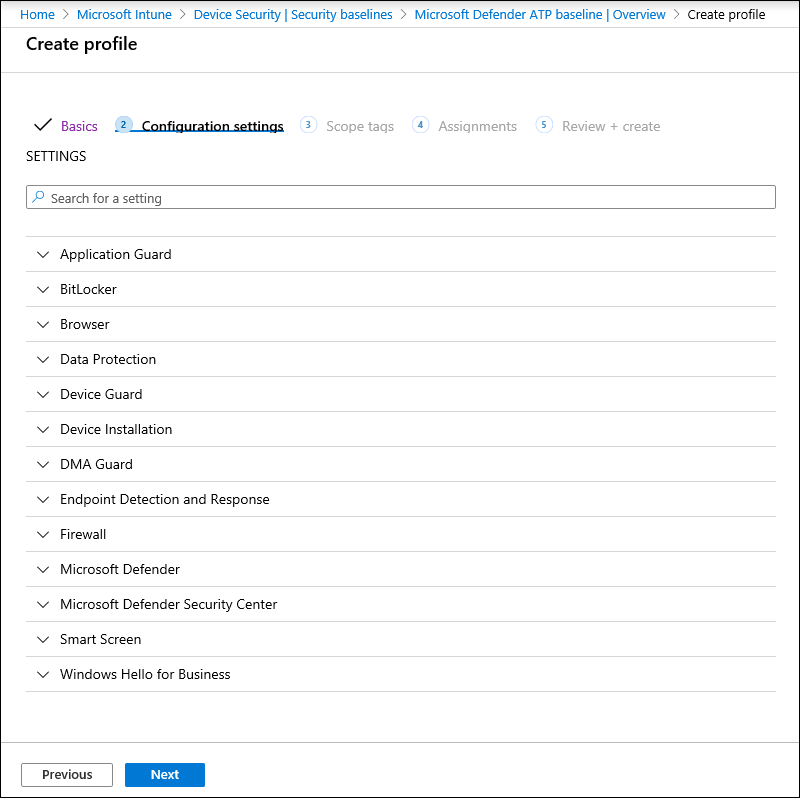 Home > Microsoft Intune > Device Security | Security baselines > Microsoft Defender ATP baseline | Overview > Create profile
Create profile
Basics 2 Configuration settings 3 Scope tags 4 Assignments 5 Review + create
SETTINGS
Search for a setting
Application Guard
BitLocker
Browser
Data Protection
Device Guard
Device Installation
DMA Guard
Endpoint Detection and Response
Firewall
Microsoft Defender
Microsoft Defender Security Center
Smart Screen
Windows Hello for Business
Previous Next